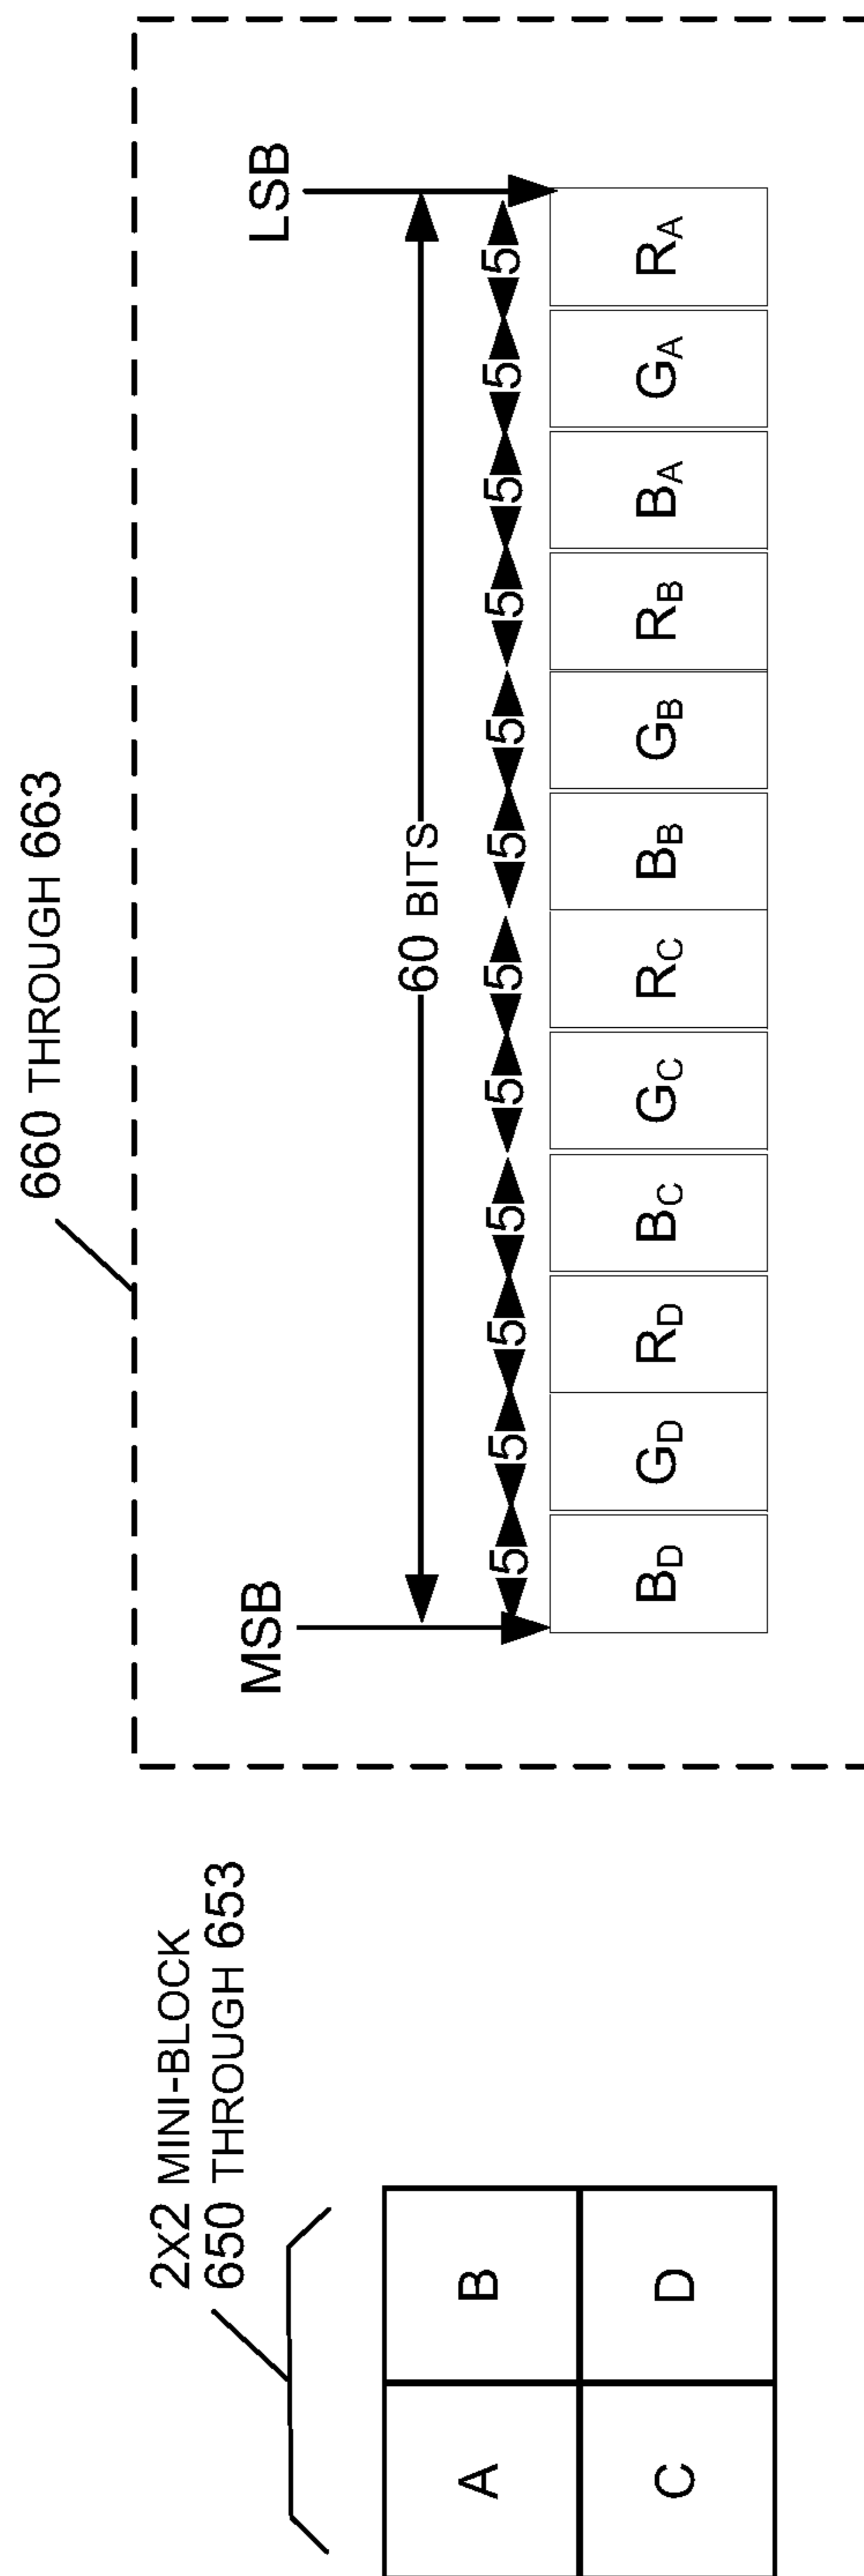 2X2 MINI-BLOCK
650 THROUGH 653
A B
C D
660 THROUGH 663
MSB LSB
60 BITS
5 5 5 5 5 5 5 5 5 5 5 5
BD GD RD BC GC RC BB GB RB BA GA RA